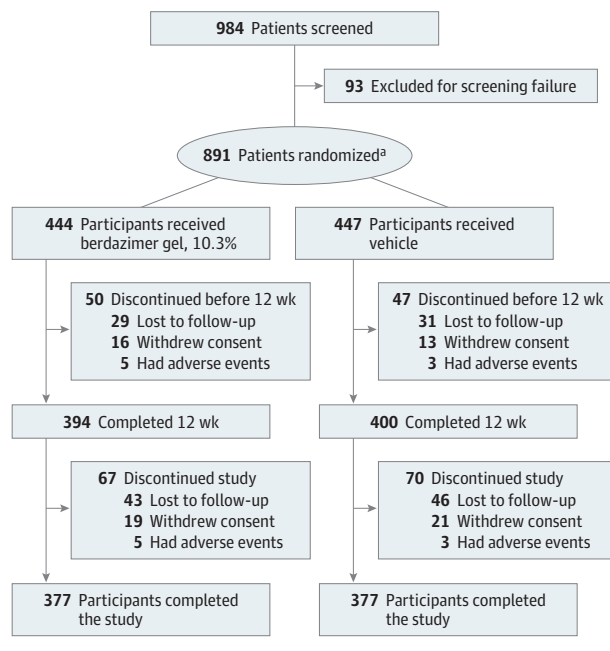 984 Patients screened
93 Excluded for screening failure
891 Patients randomizedᵃ
444 Participants received
berdazimer gel, 10.3%
447 Participants received
vehicle
50 Discontinued before 12 wk
29 Lost to follow-up
16 Withdrew consent
5 Had adverse events
47 Discontinued before 12 wk
31 Lost to follow-up
13 Withdrew consent
3 Had adverse events
394 Completed 12 wk
400 Completed 12 wk
67 Discontinued study
43 Lost to follow-up
19 Withdrew consent
5 Had adverse events
70 Discontinued study
46 Lost to follow-up
21 Withdrew consent
3 Had adverse events
377 Participants completed
the study
377 Participants completed
the study